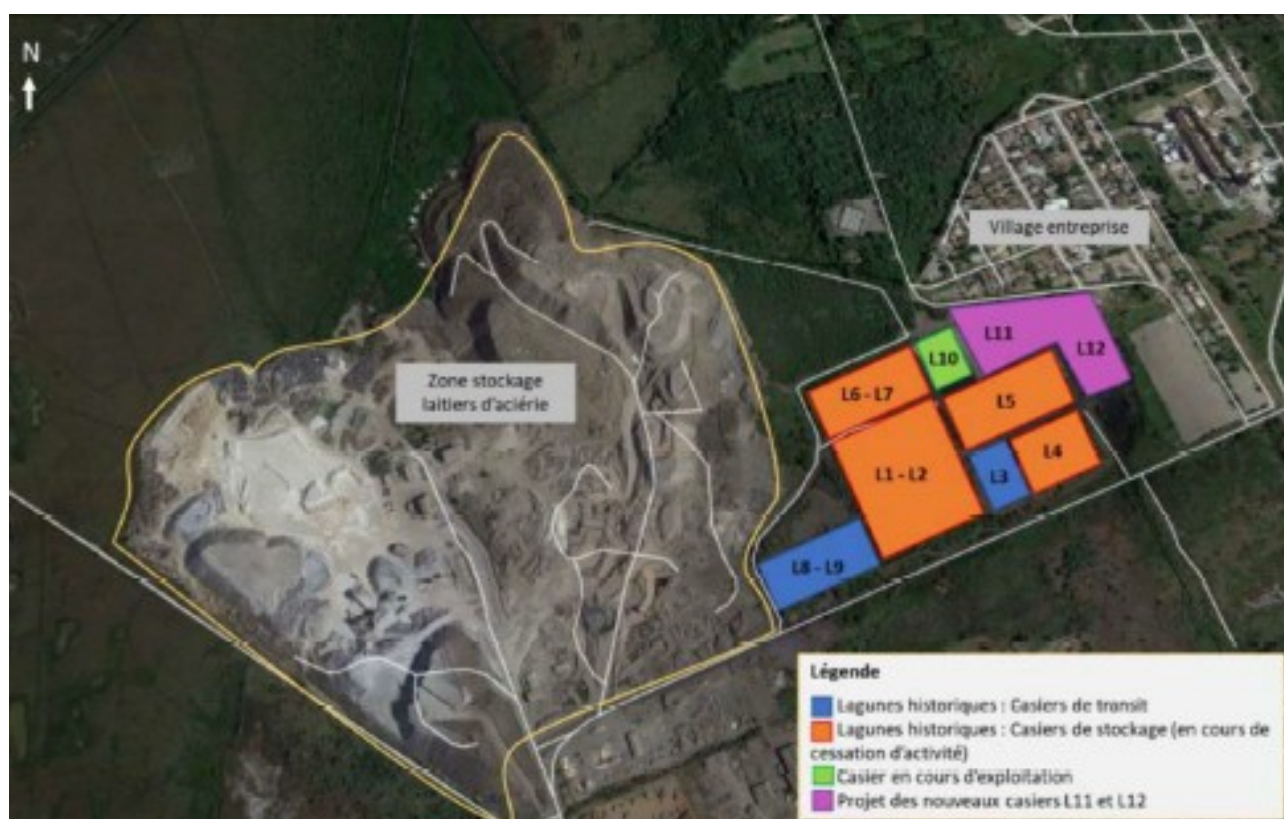 N
Village entreprise
L11
L10
L12
Zone stockage
laitiers d'aciérie
L6 - L7
L5
L1 - L2
L4
L3
L8 - L9
Légende
Lagunes historiques : Casiers de transit
Lagunes historiques : Casiers de stockage (en cours de
cessation d'activité)
Casier en cours d'exploitation
Projet des nouveaux casiers L11 et L12